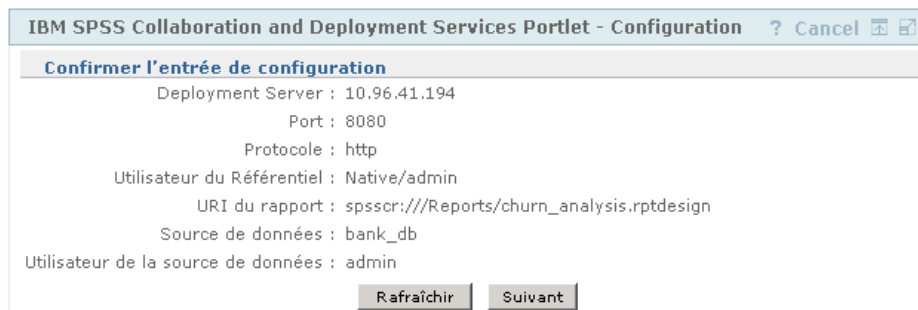 IBM SPSS Collaboration and Deployment Services Portlet - Configuration ? Cancel
Confirmer l'entrée de configuration
Deployment Server : 10.96.41.194
Port : 8080
Protocole : http
Utilisateur du Référentiel : Native/admin
URI du rapport : spsscr:///Reports/churn_analysis.rptdesign
Source de données : bank_db
Utilisateur de la source de données : admin
Rafraîchir Suivant